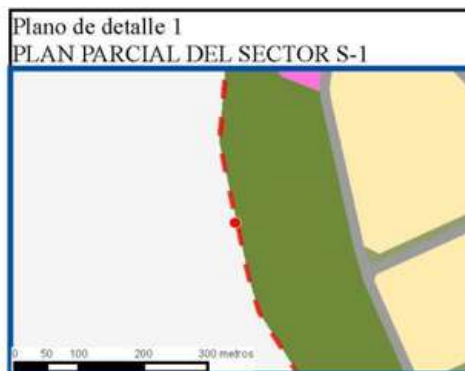 Plano de detalle 1
PLAN PARCIAL DEL SECTOR S-1
0 50 100 200 300 metros